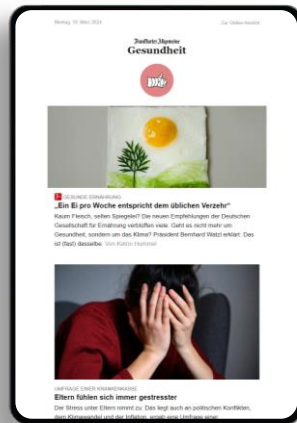 Zur Online-Ansicht
Frankfurter Allgemeine
Gesundheit
GESUNDE ERNÄHRUNG
„Ein Ei pro Woche entspricht dem üblichen Verzehr“
Kaum Fleisch, selten Spiegelei? Die neuen Empfehlungen der Deutschen
Gesellschaft für Ernährung verblüffen viele: Geht es nicht mehr um
Gesundheit, sondern um das Klima? Präsident Bernhard Watzl erklärt: Das
ist (fast) dasselbe. Von Katrin Hummel
UMFRAGE EINER KRANKENKASSE
Eltern fühlen sich immer gestresster
Der Stress unter Eltern nimmt zu: Das liegt auch an politischen Konflikten,
dem Klimawandel und der Inflation, ergab eine Umfrage einer